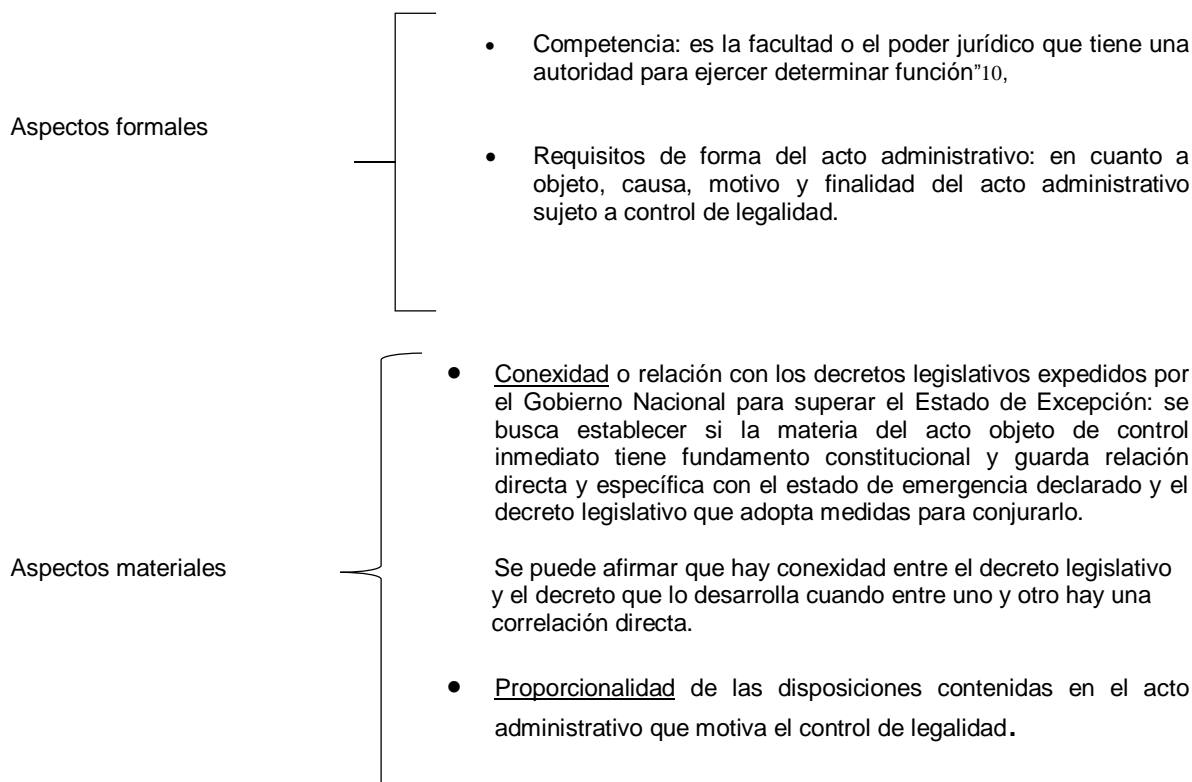 • Competencia: es la facultad o el poder jurídico que tiene una
autoridad para ejercer determinar función”10,
Aspectos formales
• Requisitos de forma del acto administrativo: en cuanto a
objeto, causa, motivo y finalidad del acto administrativo
sujeto a control de legalidad.
• Conexidad o relación con los decretos legislativos expedidos por
el Gobierno Nacional para superar el Estado de Excepción: se
busca establecer si la materia del acto objeto de control
inmediato tiene fundamento constitucional y guarda relación
directa y específica con el estado de emergencia declarado y el
decreto legislativo que adopta medidas para conjurarlo.
Aspectos materiales
Se puede afirmar que hay conexidad entre el decreto legislativo
y el decreto que lo desarrolla cuando entre uno y otro hay una
correlación directa.
• Proporcionalidad de las disposiciones contenidas en el acto
administrativo que motiva el control de legalidad.